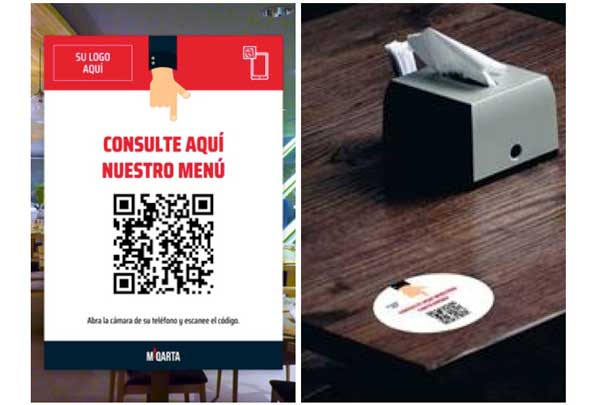 SU LOGO
AQUÍ
CONSULTE AQUÍ
NUESTRO MENÚ
Abra la cámara de su teléfono y escanee el código.
MIQARTA